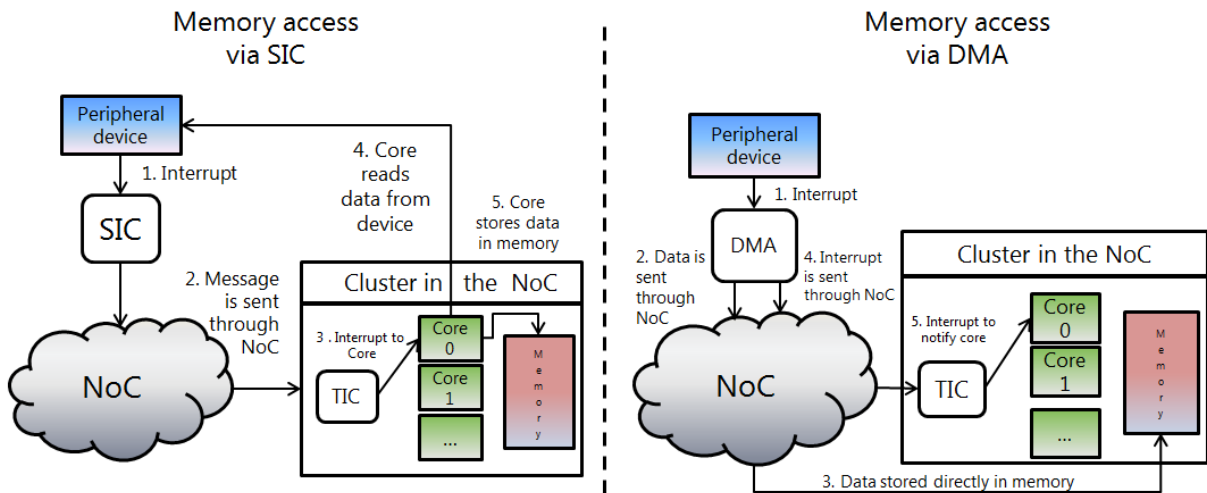 Memory access
via SIC
Peripheral
device
1. Interrupt
SIC
2. Message
is sent
through
NoC
NoC
4. Core
reads
data from
device
5. Core
stores data
in memory
Cluster in the NoC
3 . Interrupt to
Core
TIC
Core
0
Core
1
...
Memory
Memory access
via DMA
Peripheral
device
1. Interrupt
DMA
2. Data is
sent
through
NoC
4. Interrupt
is sent
through NoC
NoC
Cluster in the NoC
5. Interrupt to
notify core
TIC
Core
0
Core
1
...
Memory
3. Data stored directly in memory